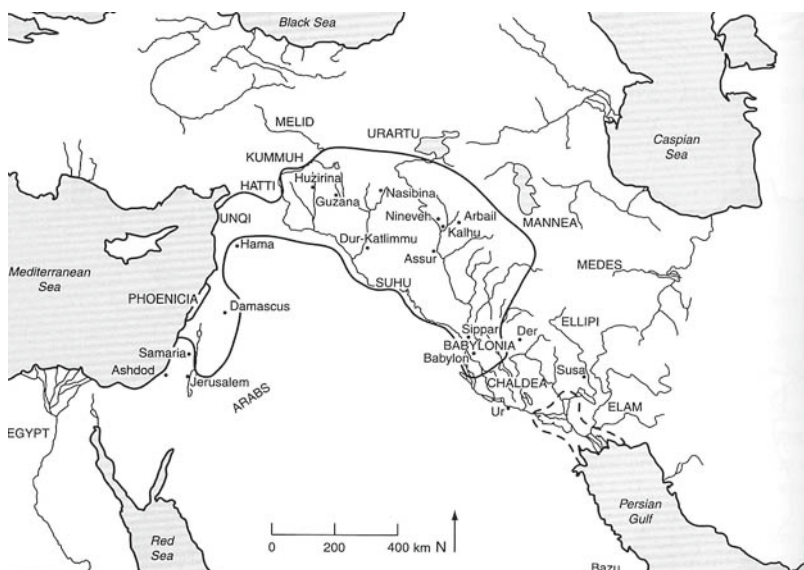 Black Sea
MELID
URARTU
Caspian
Sea
KUMMUH
HATTI
Huzirina
Nasibina
Guzana
Nineveh
Arbail
MANNEA
UNQI
Kalhu
Hama
Dur-Katlimmu
Assur
MEDES
Mediterranean
Sea
SUHU
PHOENICIA
Damascus
ELLIPI
Sippar
Der
Samaria
BABYLONIA
Babylon
Susa
Ashdod
Jerusalem
CHALDEA
ARABS
Ur
ELAM
EGYPT
Persian
Gulf
Red
Sea
0 200 400 km N
Bazu